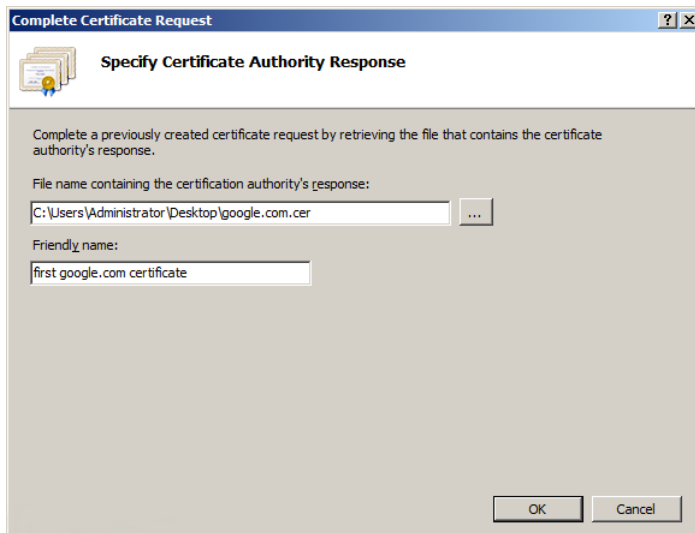 Complete Certificate Request
Specify Certificate Authority Response
Complete a previously created certificate request by retrieving the file that contains the certificate
authority's response.
File name containing the certification authority's response:
C:\Users\Administrator\Desktop\google.com.cer
...
Friendly name:
first google.com certificate
OK
Cancel